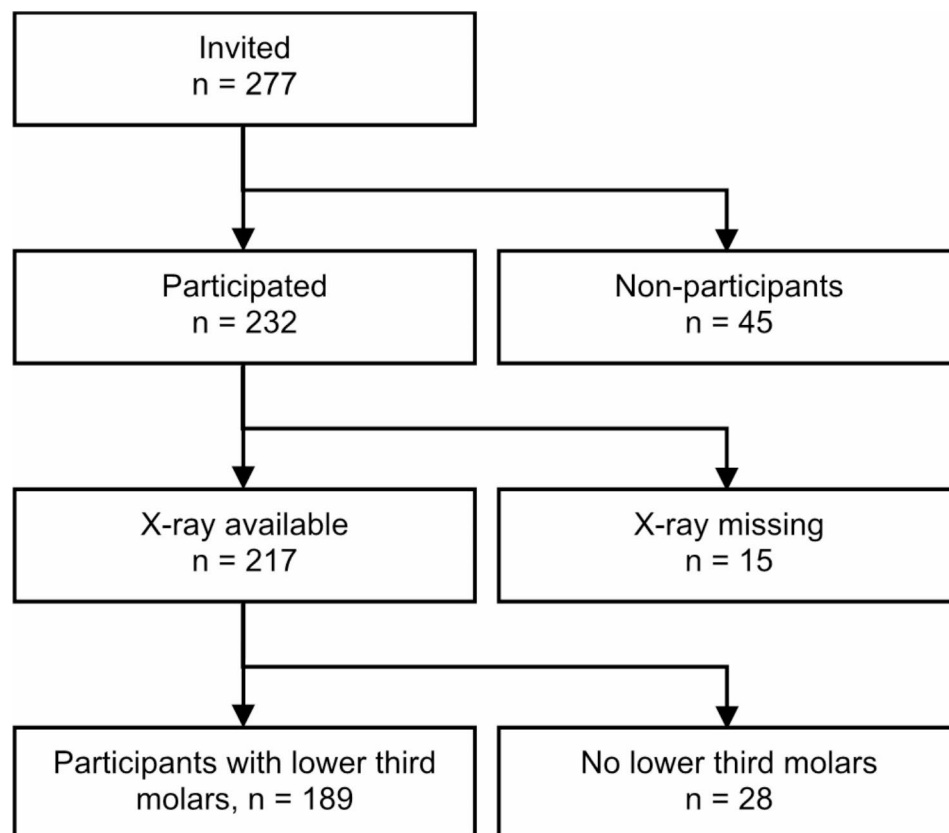 Invited
n = 277
Participated
n = 232
Non-participants
n = 45
X-ray available
n = 217
X-ray missing
n = 15
Participants with lower third
molars, n = 189
No lower third molars
n = 28